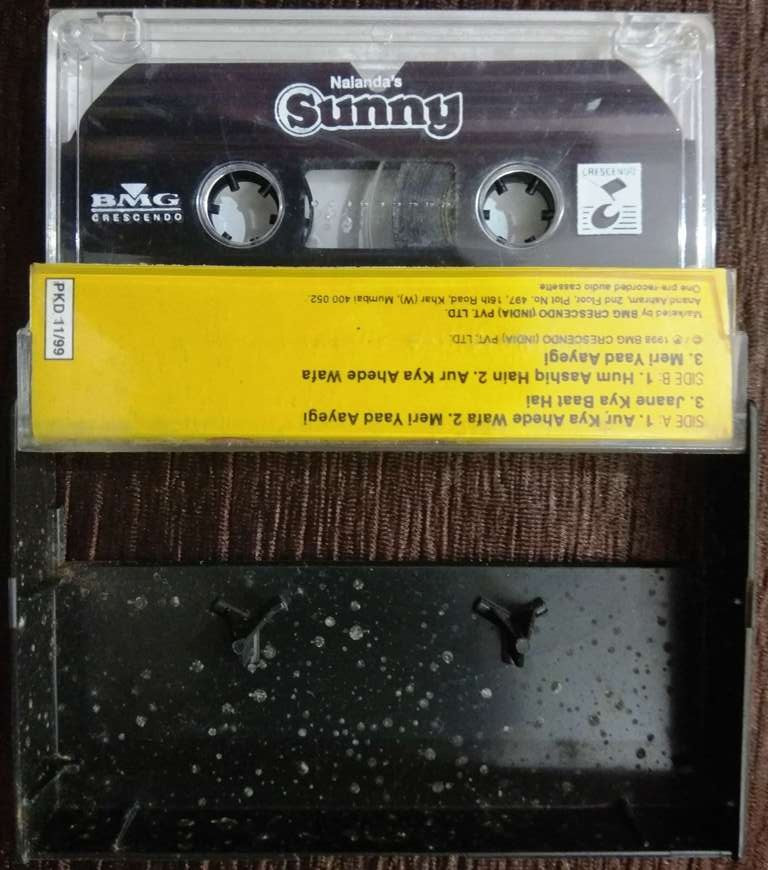 Nalanda's
Sunny
BMG
CRESCENDO
CRESCENDO
PKD 11/99
SIDE A: 1. Aur Kya Ahede Wafa 2. Meri Yaad Aayegi
3. Jaane Kya Baat Hai
SIDE B: 1. Hum Aashiq Hain 2. Aur Kya Ahede Wafa
3. Meri Yaad Aayegi
© / ℗ 1998 BMG CRESCENDO (INDIA) PVT. LTD.
Marketed by BMG CRESCENDO (INDIA) PVT. LTD.
Anand Ashram, 2nd Floor, Plot No. 497, 16th Road, Khar (W), Mumbai 400 052.
One pre-recorded audio cassette